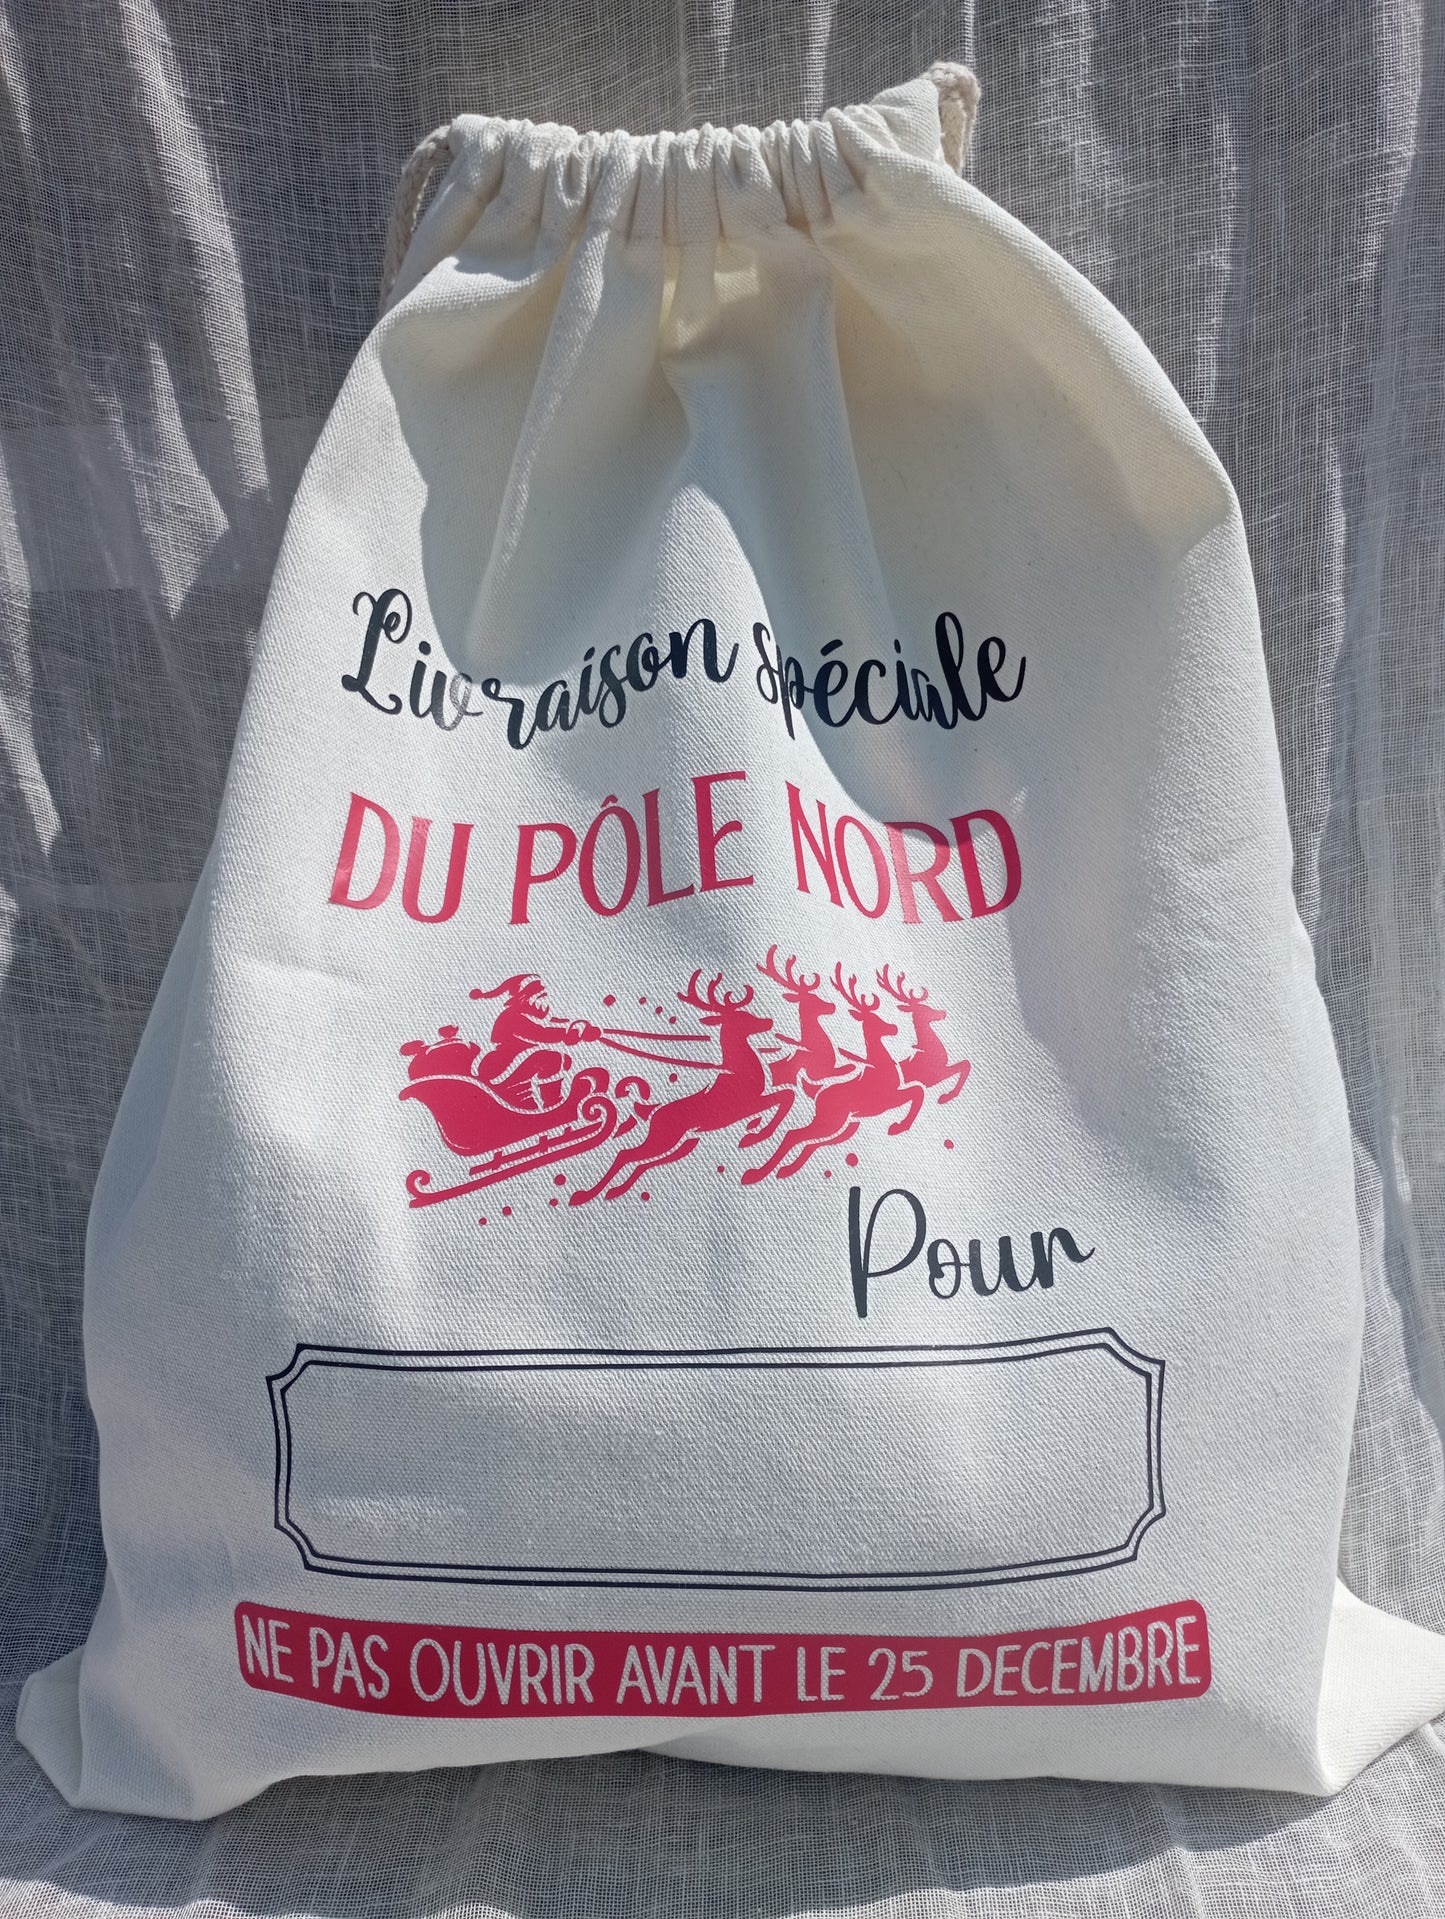 Livraison spéciale
DU PÔLE NORD
Pour
NE PAS OUVRIR AVANT LE 25 DECEMBRE